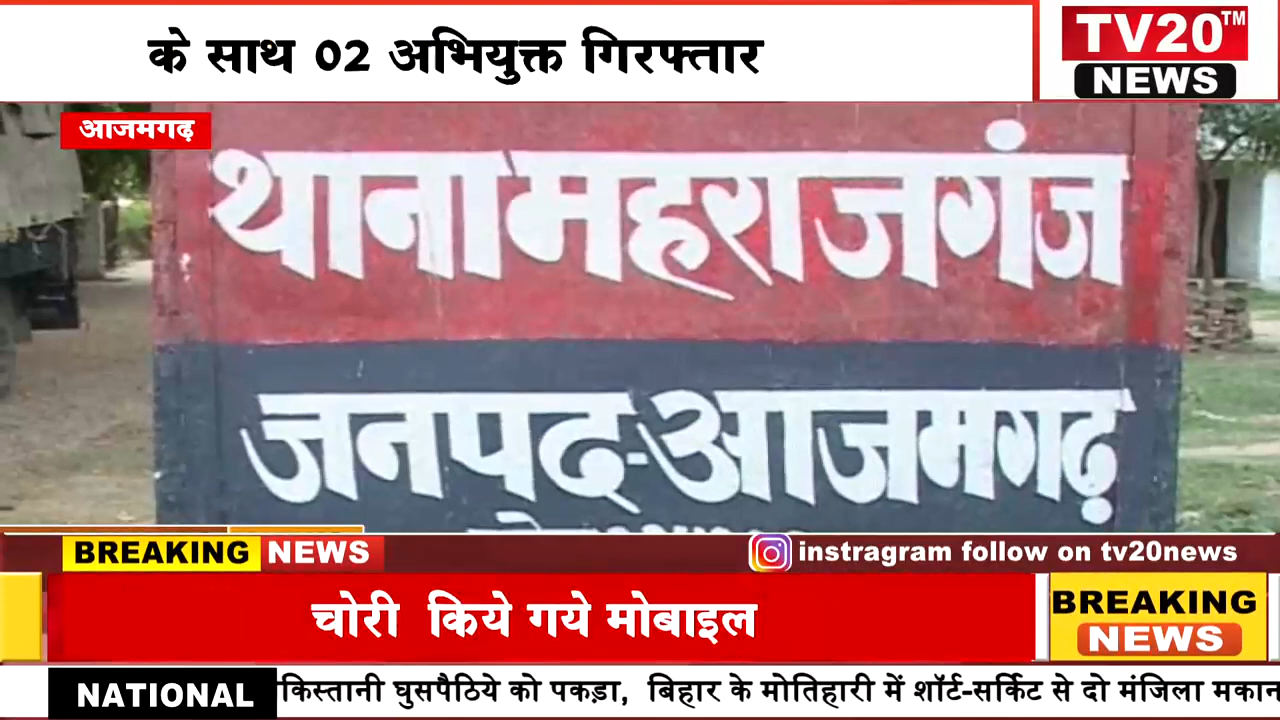 के साथ 02 अभियुक्त गिरफ्तार
TV20™
NEWS
आजमगढ़
थाना महराजगंज
जनपद-आजमगढ़
BREAKING NEWS
instragram follow on tv20news
चोरी किये गये मोबाइल
BREAKING
NEWS
NATIONAL
किस्तानी घुसपैठिये को पकड़ा, बिहार के मोतिहारी में शॉर्ट-सर्किट से दो मंजिला मकान